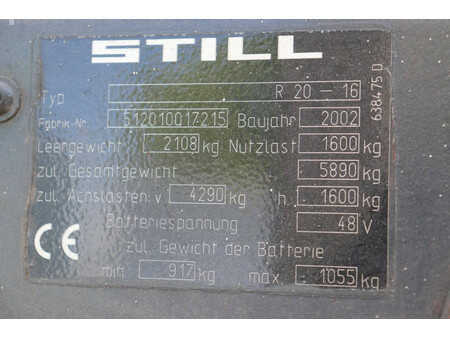 STILL
Typ R 20 - 16
Fabrik-Nr. 512010017215 Baujahr 2002
Leergewicht 2108 kg Nutzlast 1600 kg
zul. Gesamtgewicht 5890 kg
zul. Achslasten: v. 4290 kg h. 1600 kg
Batteriespannung 48 V
zul. Gewicht der Batterie
min. 917 kg max. 1055 kg
CE
638475 D